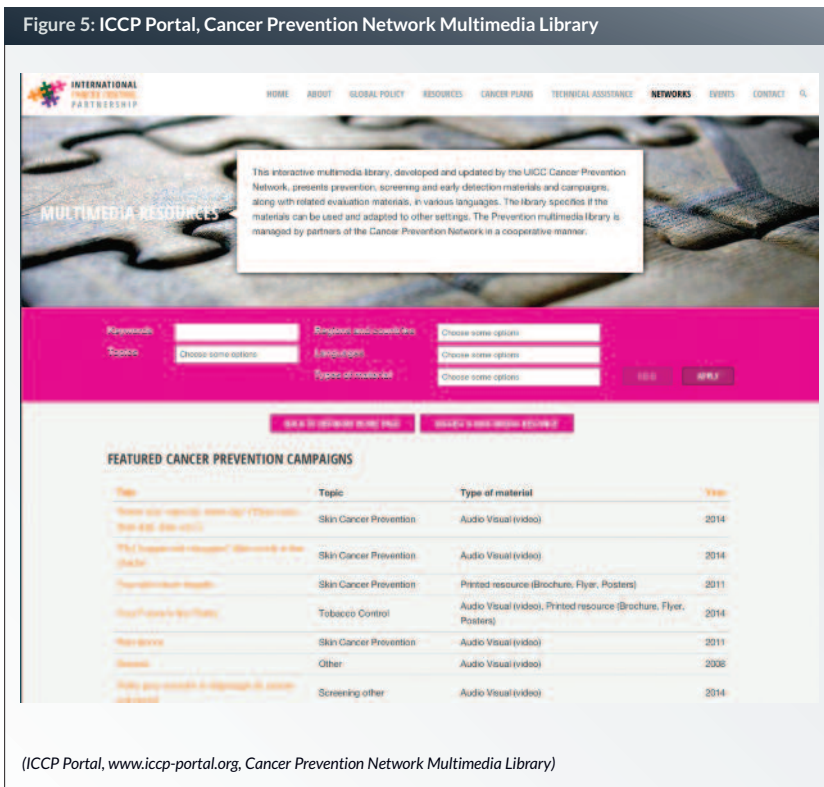 Figure 5: ICCP Portal, Cancer Prevention Network Multimedia Library
INTERNATIONAL
CANCER CONTROL
PARTNERSHIP
HOME ABOUT GLOBAL POLICY RESOURCES CANCER PLANS TECHNICAL ASSISTANCE NETWORKS EVENTS CONTACT
MULTIMEDIA RESOURCES
This interactive multimedia library, developed and updated by the UICC Cancer Prevention
Network, presents prevention, screening and early detection materials and campaigns,
along with related evaluation materials, in various languages. The library specifies if the
materials can be used and adapted to other settings. The Prevention multimedia library is
managed by partners of the Cancer Prevention Network in a cooperative manner.
Keywords
Regions and countries Choose some options
Topics Choose some options
Languages Choose some options
Types of material Choose some options
APPLY
FEATURED CANCER PREVENTION CAMPAIGNS
Title Topic Type of material Year
Skin Cancer Prevention Audio Visual (video) 2014
Skin Cancer Prevention Audio Visual (video) 2014
Skin Cancer Prevention Printed resource (Brochure, Flyer, Posters) 2011
Tobacco Control Audio Visual (video), Printed resource (Brochure, Flyer,
Posters) 2014
Skin Cancer Prevention Audio Visual (video) 2011
Other Audio Visual (video) 2008
Screening other Audio Visual (video) 2014
(ICCP Portal, www.iccp-portal.org, Cancer Prevention Network Multimedia Library)